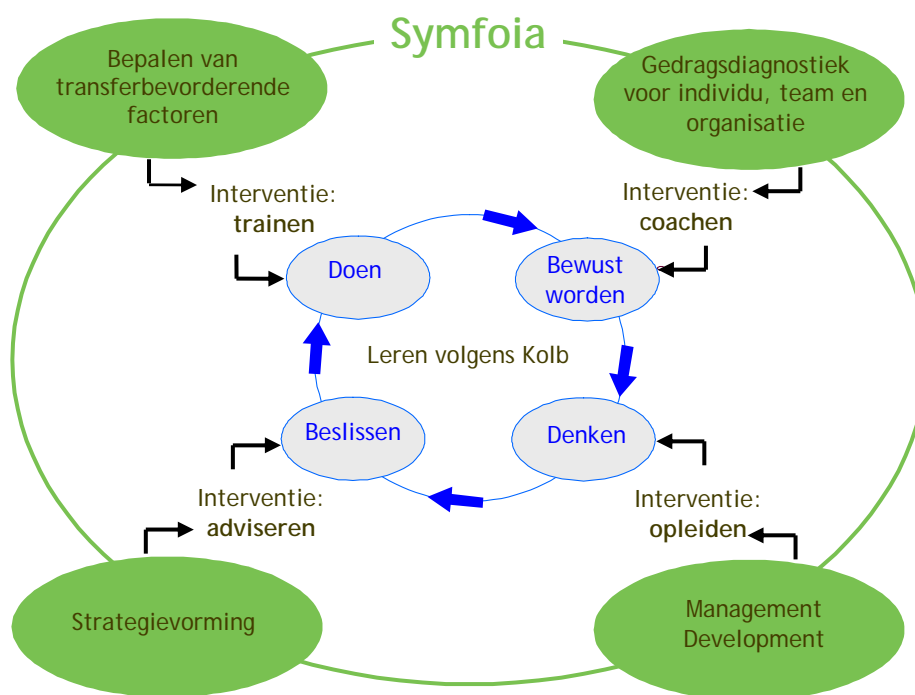 Symfoia
Bepalen van
transferbevorderende
factoren
Gedragsdiagnostiek
voor individu, team en
organisatie
Interventie:
trainen
Interventie:
coachen
Doen
Bewust
worden
Leren volgens Kolb
Beslissen
Denken
Interventie:
adviseren
Interventie:
opleiden
Strategievorming
Management
Development